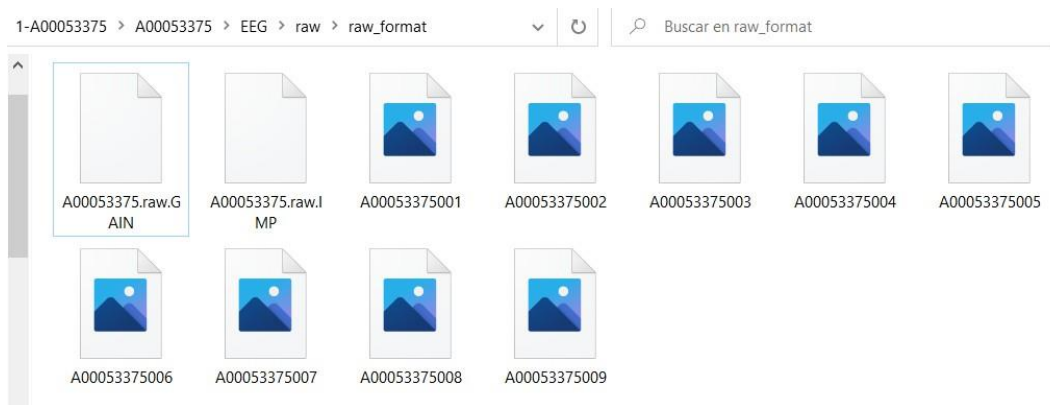 1-A00053375 > A00053375 > EEG > raw > raw_format
Buscar en raw_format
A00053375.raw.G
AIN
A00053375.raw.I
MP
A00053375001
A00053375002
A00053375003
A00053375004
A00053375005
A00053375006
A00053375007
A00053375008
A00053375009